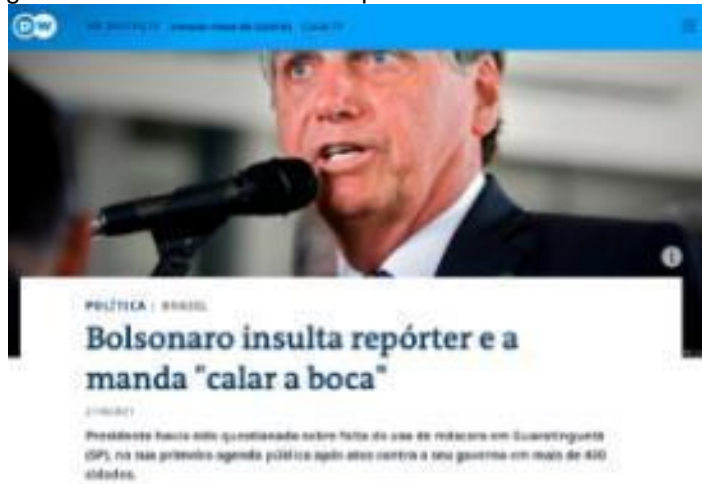 DW
POLÍTICA | BRASIL
Bolsonaro insulta repórter e a
manda "calar a boca"
Presidente havia sido questionado sobre falta do uso de máscara em Guaratinguetá
(SP), na sua primeira agenda pública após atos contra o seu governo em mais de 400
cidades.